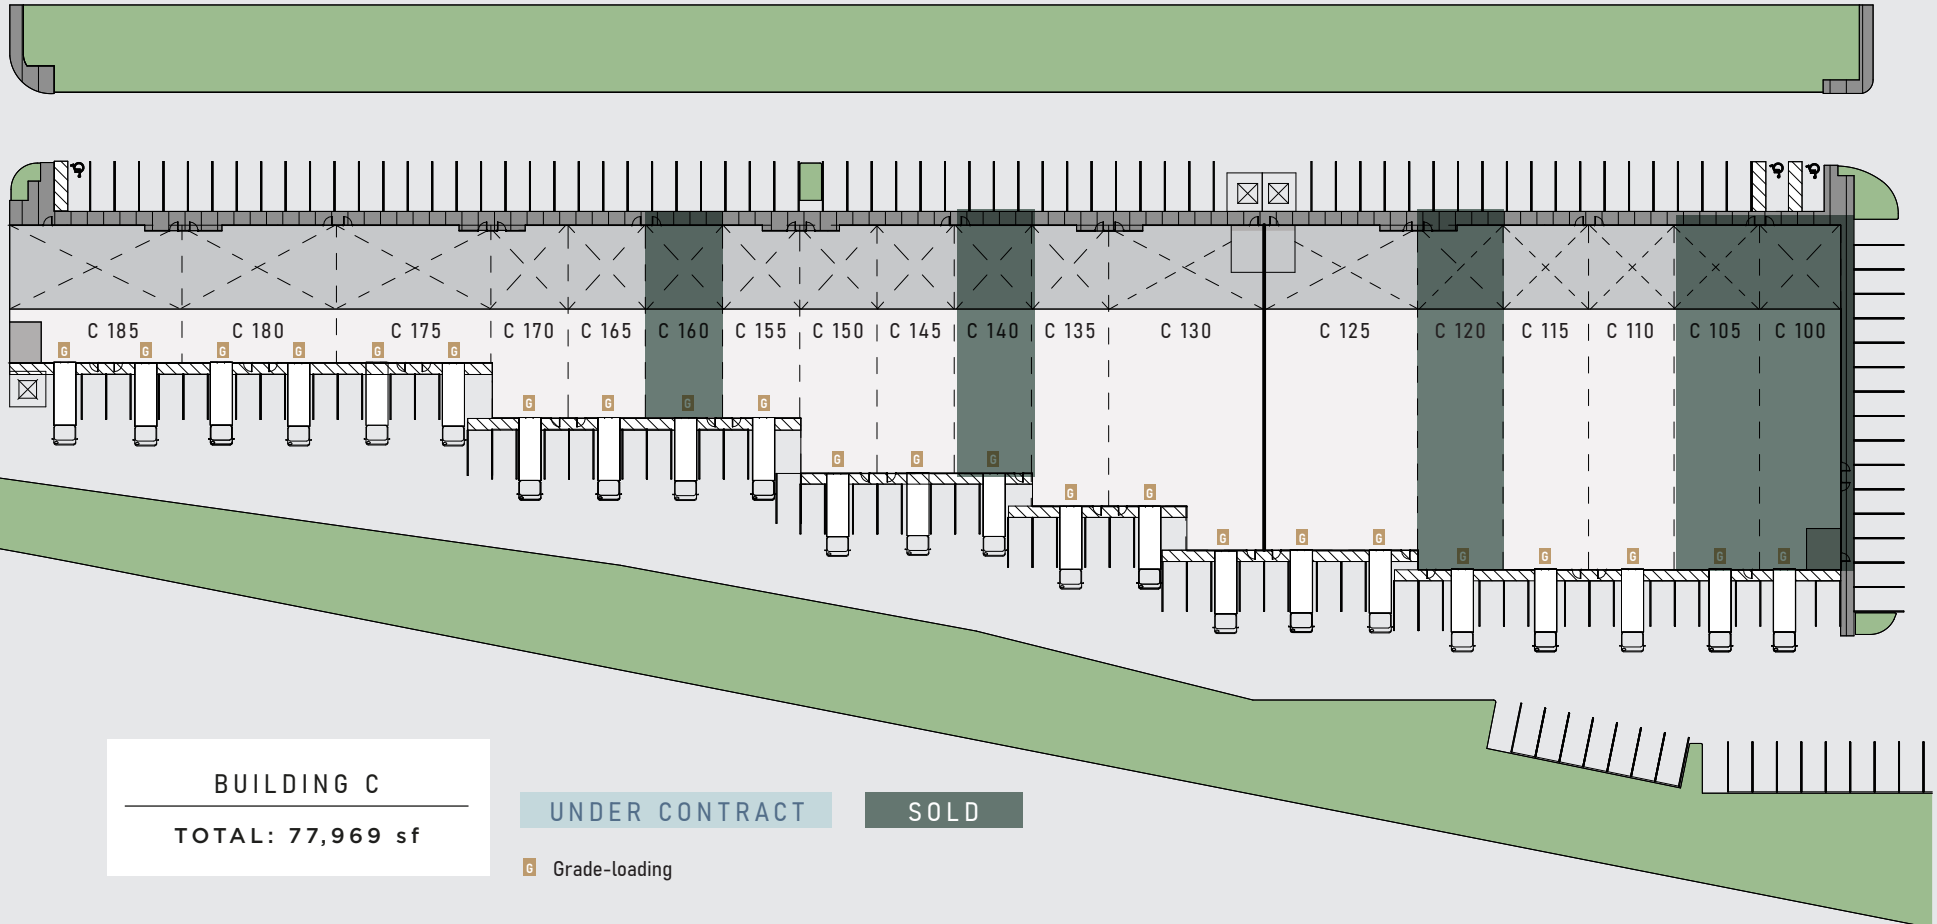 C 185 C 180 C 175 C 170 C 165 C 160 C 155 C 150 C 145 C 140 C 135 C 130 C 125 C 120 C 115 C 110 C 105 C 100
G G G G G G
G G G G
G G G
G G
G G G
G G G G G
BUILDING C
TOTAL: 77,969 sf
UNDER CONTRACT SOLD
G Grade-loading